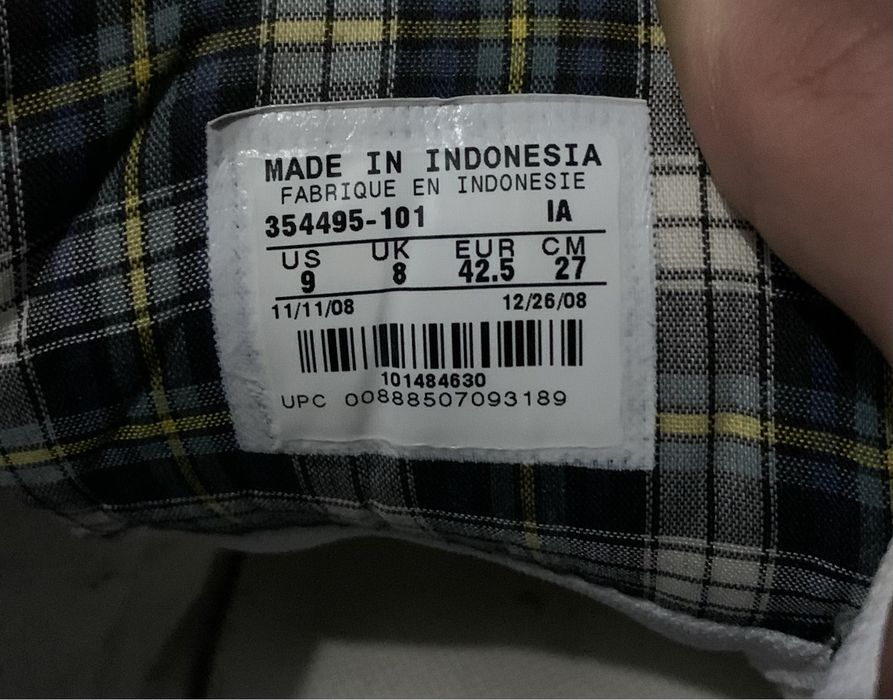 MADE IN INDONESIA
FABRIQUE EN INDONESIE
354495-101 IA
US UK EUR CM
9 8 42.5 27
11/11/08 12/26/08
101484630
UPC 00888507093189